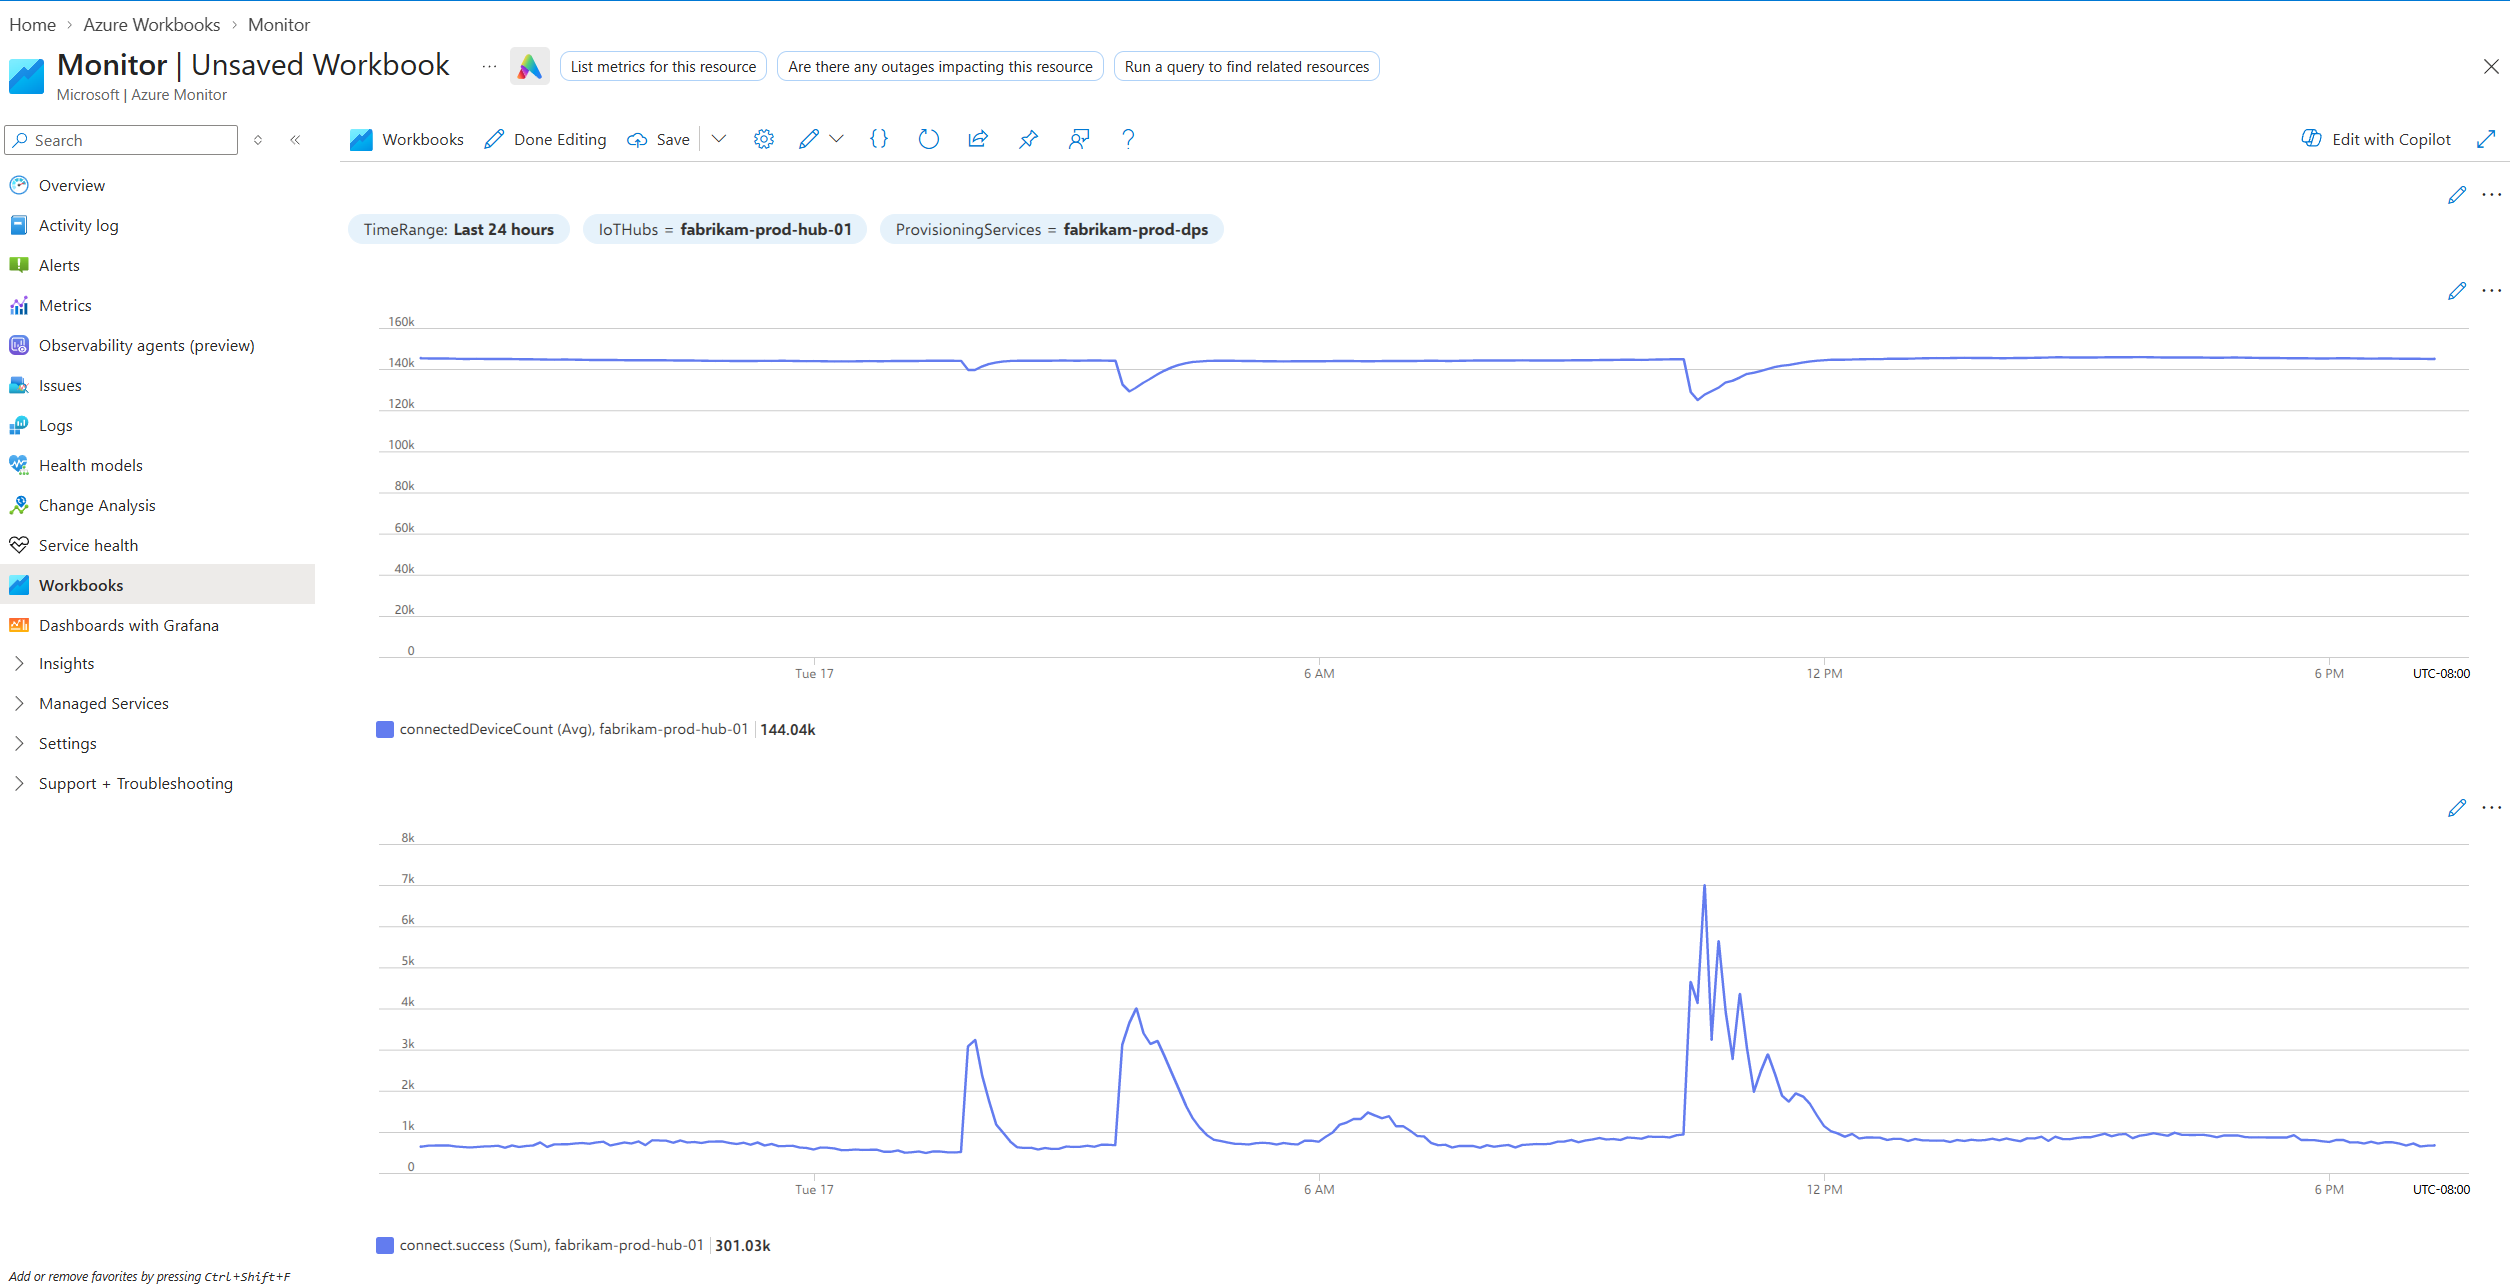 Home > Azure Workbooks > Monitor
Monitor | Unsaved Workbook ...
List metrics for this resource
Are there any outages impacting this resource
Run a query to find related resources
Microsoft | Azure Monitor
Search
Workbooks
Done Editing
Save
Edit with Copilot
Overview
Activity log
Alerts
Metrics
Observability agents (preview)
Issues
Logs
Health models
Change Analysis
Service health
Workbooks
Dashboards with Grafana
Insights
Managed Services
Settings
Support + Troubleshooting
Add or remove favorites by pressing Ctrl+Shift+F
TimeRange: Last 24 hours
IoTHubs = fabrikam-prod-hub-01
ProvisioningServices = fabrikam-prod-dps
160k
140k
120k
100k
80k
60k
40k
20k
0
Tue 17 6 AM 12 PM 6 PM UTC-08:00
connectedDeviceCount (Avg), fabrikam-prod-hub-01 | 144.04k
8k
7k
6k
5k
4k
3k
2k
1k
0
Tue 17 6 AM 12 PM 6 PM UTC-08:00
connect.success (Sum), fabrikam-prod-hub-01 | 301.03k